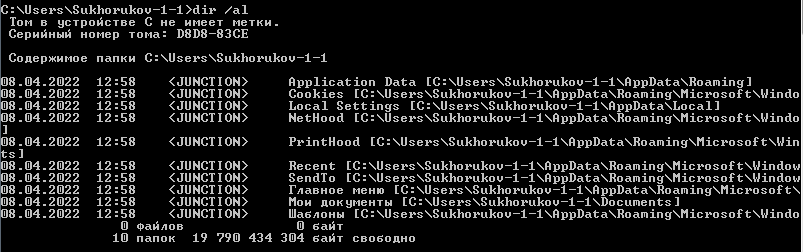 C:\Users\Sukhorukov-1-1>dir /al
Том в устройстве C не имеет метки.
Серийный номер тома: D8D8-83CE
Содержимое папки C:\Users\Sukhorukov-1-1
08.04.2022  12:58    <JUNCTION>     Application Data [C:\Users\Sukhorukov-1-1\AppData\Roaming]
08.04.2022  12:58    <JUNCTION>     Cookies [C:\Users\Sukhorukov-1-1\AppData\Roaming\Microsoft\Windo
08.04.2022  12:58    <JUNCTION>     Local Settings [C:\Users\Sukhorukov-1-1\AppData\Local]
08.04.2022  12:58    <JUNCTION>     NetHood [C:\Users\Sukhorukov-1-1\AppData\Roaming\Microsoft\Windo
]
08.04.2022  12:58    <JUNCTION>     PrintHood [C:\Users\Sukhorukov-1-1\AppData\Roaming\Microsoft\Win
ts]
08.04.2022  12:58    <JUNCTION>     Recent [C:\Users\Sukhorukov-1-1\AppData\Roaming\Microsoft\Window
08.04.2022  12:58    <JUNCTION>     SendTo [C:\Users\Sukhorukov-1-1\AppData\Roaming\Microsoft\Window
08.04.2022  12:58    <JUNCTION>     Главное меню [C:\Users\Sukhorukov-1-1\AppData\Roaming\Microsoft\
08.04.2022  12:58    <JUNCTION>     Мои документы [C:\Users\Sukhorukov-1-1\Documents]
08.04.2022  12:58    <JUNCTION>     Шаблоны [C:\Users\Sukhorukov-1-1\AppData\Roaming\Microsoft\Windo
0 файлов              0 байт
10 папок  19 790 434 304 байт свободно